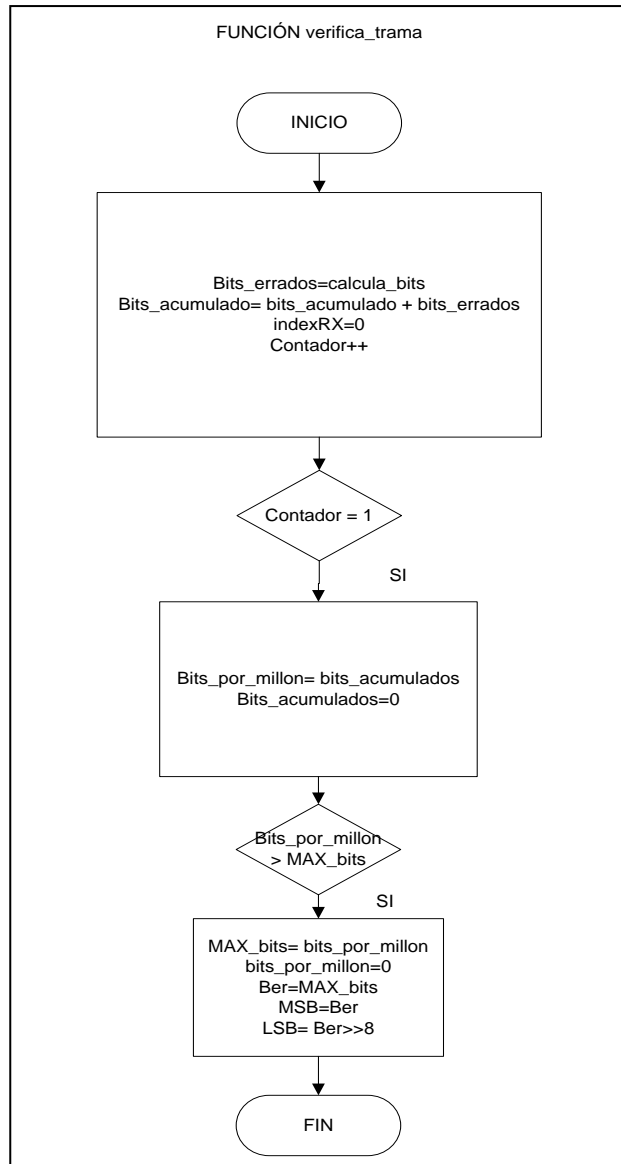 FUNCIÓN verifica_trama
INICIO
Bits_errados=calcula_bits
Bits_acumulado= bits_acumulado + bits_errados
indexRX=0
Contador++
Contador = 1
SI
Bits_por_millon= bits_acumulados
Bits_acumulados=0
Bits_por_millon
> MAX_bits
SI
MAX_bits= bits_por_millon
bits_por_millon=0
Ber=MAX_bits
MSB=Ber
LSB= Ber>>8
FIN